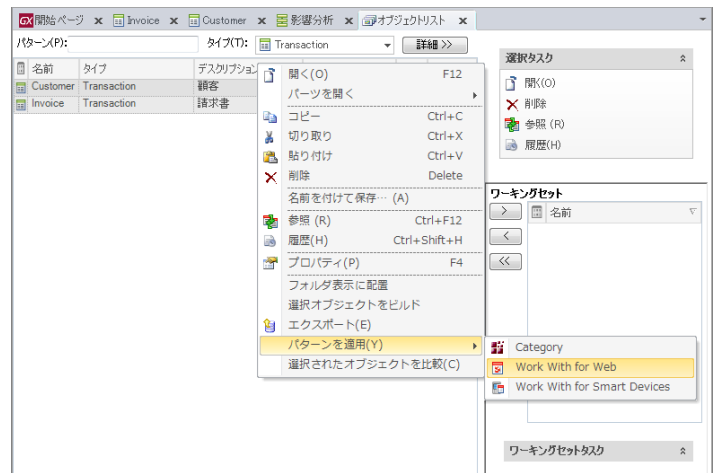 GX 開始ページ x Invoice x Customer x 影響分析 x オブジェクトリスト x
パターン(P): タイプ(T): Transaction 詳細 >>
名前 タイプ デスクリプション
Customer Transaction 顧客
Invoice Transaction 請求書
開く(O) F12
パーツを開く
コピー Ctrl+C
切り取り Ctrl+X
貼り付け Ctrl+V
削除 Delete
名前を付けて保存… (A)
参照 (R) Ctrl+F12
履歴(H) Ctrl+Shift+H
プロパティ(P) F4
フォルダ表示に配置
選択オブジェクトをビルド
エクスポート(E)
パターンを適用(Y)
選択されたオブジェクトを比較(C)
Category
Work With for Web
Work With for Smart Devices
選択タスク
開く(O)
削除
参照 (R)
履歴(H)
ワーキングセット
> 名前
<
<<
ワーキングセットタスク